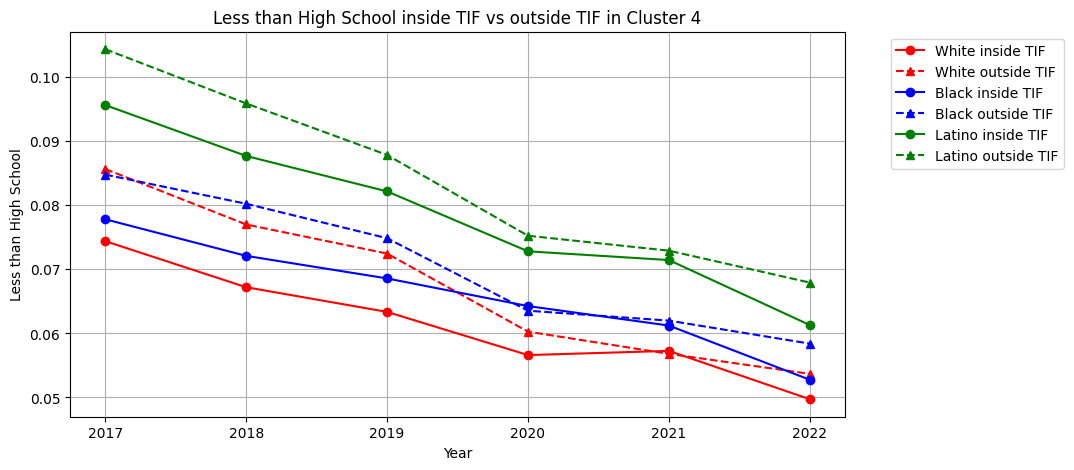 Less than High School inside TIF vs outside TIF in Cluster 4
White inside TIF
White outside TIF
Black inside TIF
Black outside TIF
Latino inside TIF
Latino outside TIF
Less than High School
0.10
0.09
0.08
0.07
0.06
0.05
2017 2018 2019 2020 2021 2022
Year